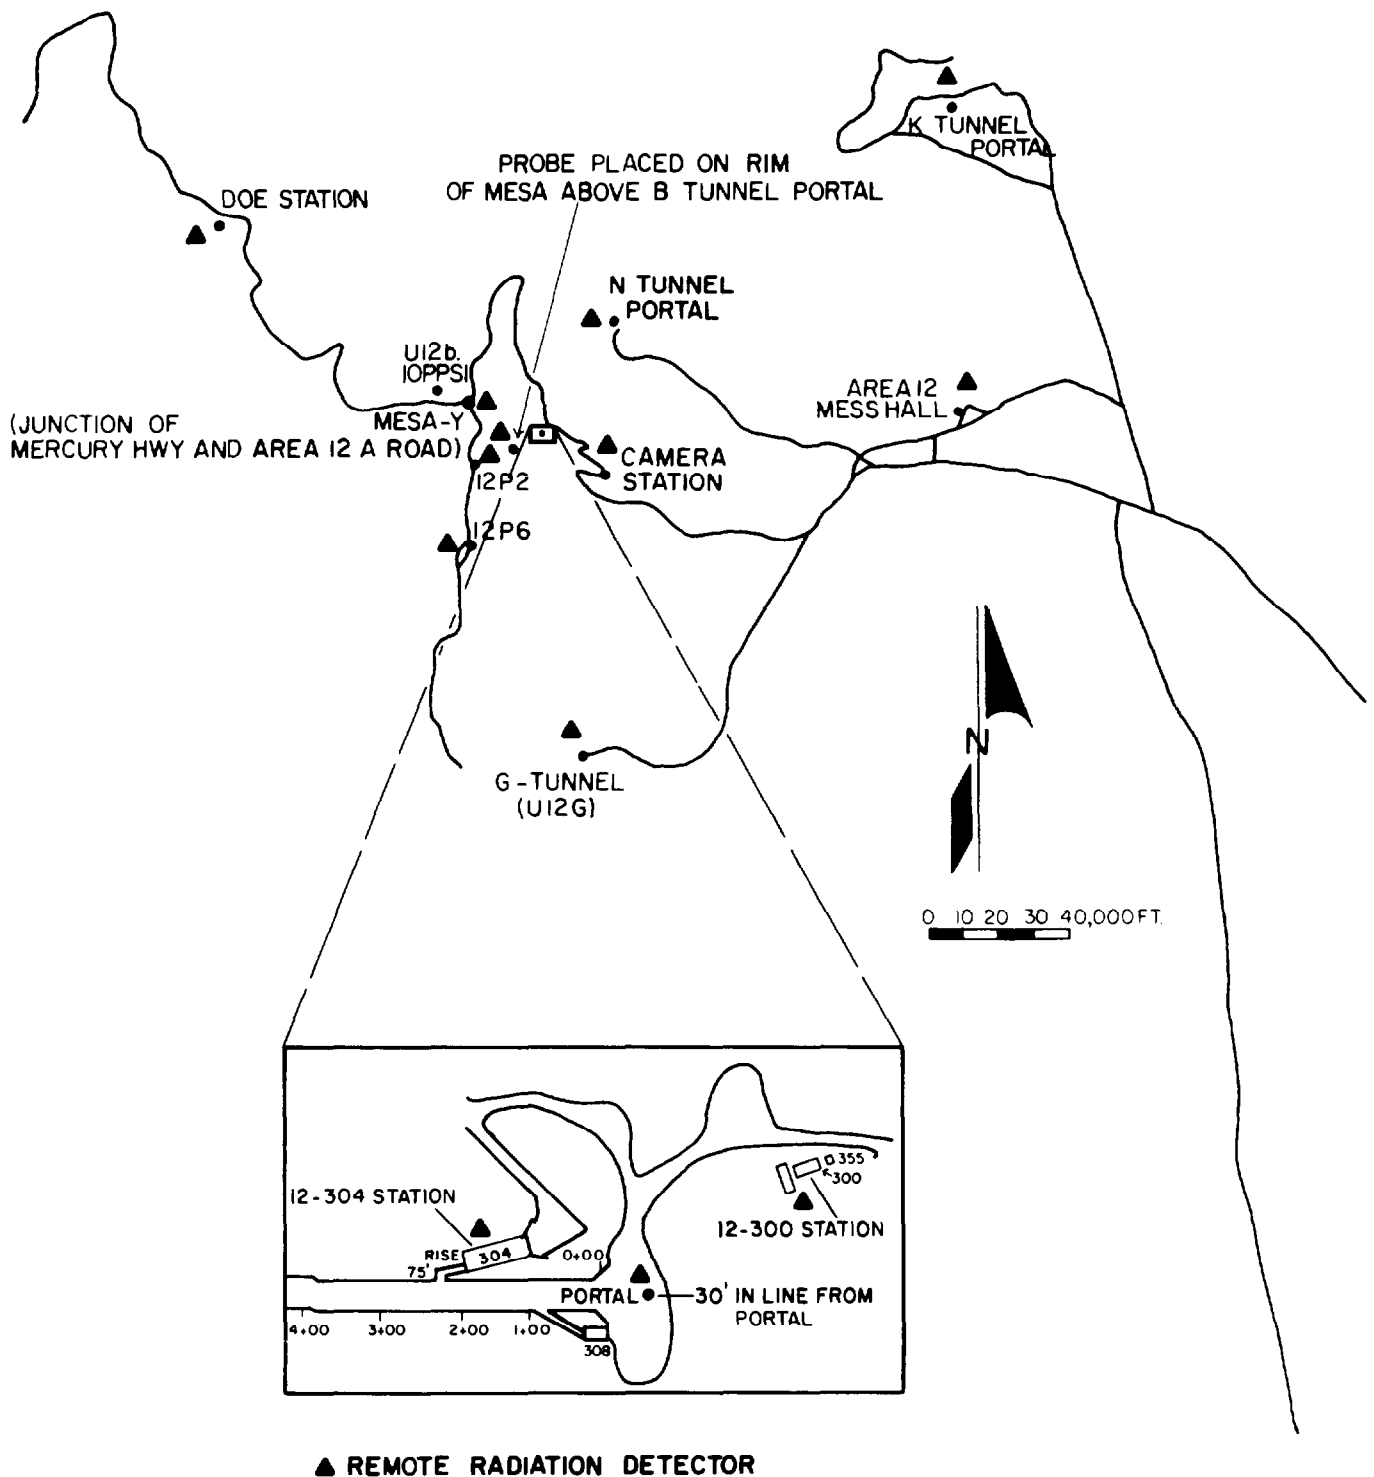 K TUNNEL
PORTAL
PROBE PLACED ON RIM
OF MESA ABOVE B TUNNEL PORTAL
DOE STATION
N TUNNEL
PORTAL
U12b.
10PPSI
AREA 12
MESS HALL
(JUNCTION OF
MERCURY HWY AND AREA 12 A ROAD)
MESA-Y
CAMERA
STATION
12P2
12P6
G-TUNNEL
(U12G)
N
0 10 20 30 40,000 FT.
355
300
12-304 STATION
12-300 STATION
RISE
304
0+00
75'
PORTAL
30' IN LINE FROM
PORTAL
4+00 3+00 2+00 1+00
308
REMOTE RADIATION DETECTOR